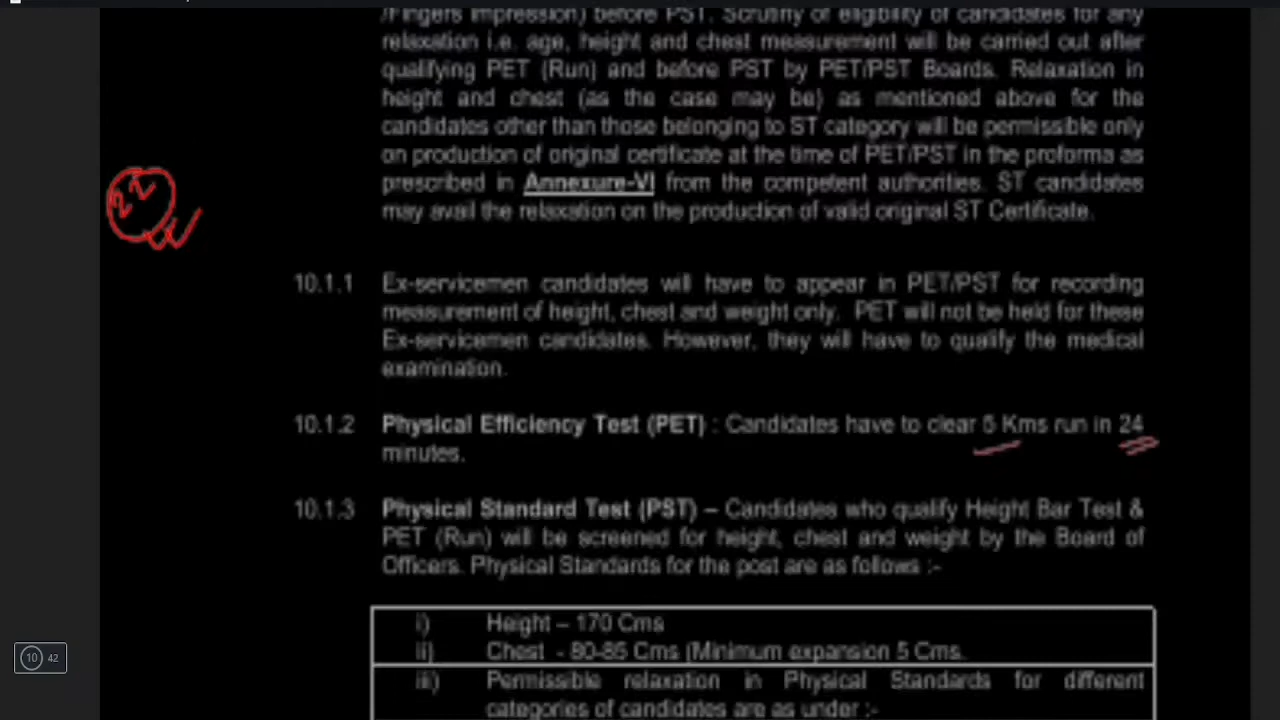 /Fingers impression) before PST. Scrutiny of eligibility of candidates for any
relaxation i.e. age, height and chest measurement will be carried out after
qualifying PET (Run) and before PST by PET/PST Boards. Relaxation in
height and chest (as the case may be) as mentioned above for the
candidates other than those belonging to ST category will be permissible only
on production of original certificate at the time of PET/PST in the proforma as
prescribed in Annexure-VI from the competent authorities. ST candidates
may avail the relaxation on the production of valid original ST Certificate.
22
10.1.1 Ex-servicemen candidates will have to appear in PET/PST for recording
measurement of height, chest and weight only. PET will not be held for these
Ex-servicemen candidates. However, they will have to qualify the medical
examination.
10.1.2 Physical Efficiency Test (PET) : Candidates have to clear 5 Kms run in 24
minutes.
10.1.3 Physical Standard Test (PST) – Candidates who qualify Height Bar Test &
PET (Run) will be screened for height, chest and weight by the Board of
Officers. Physical Standards for the post are as follows :-
i) Height – 170 Cms
ii) Chest - 80-85 Cms (Minimum expansion 5 Cms.
iii) Permissible relaxation in Physical Standards for different
categories of candidates are as under :-
10 42